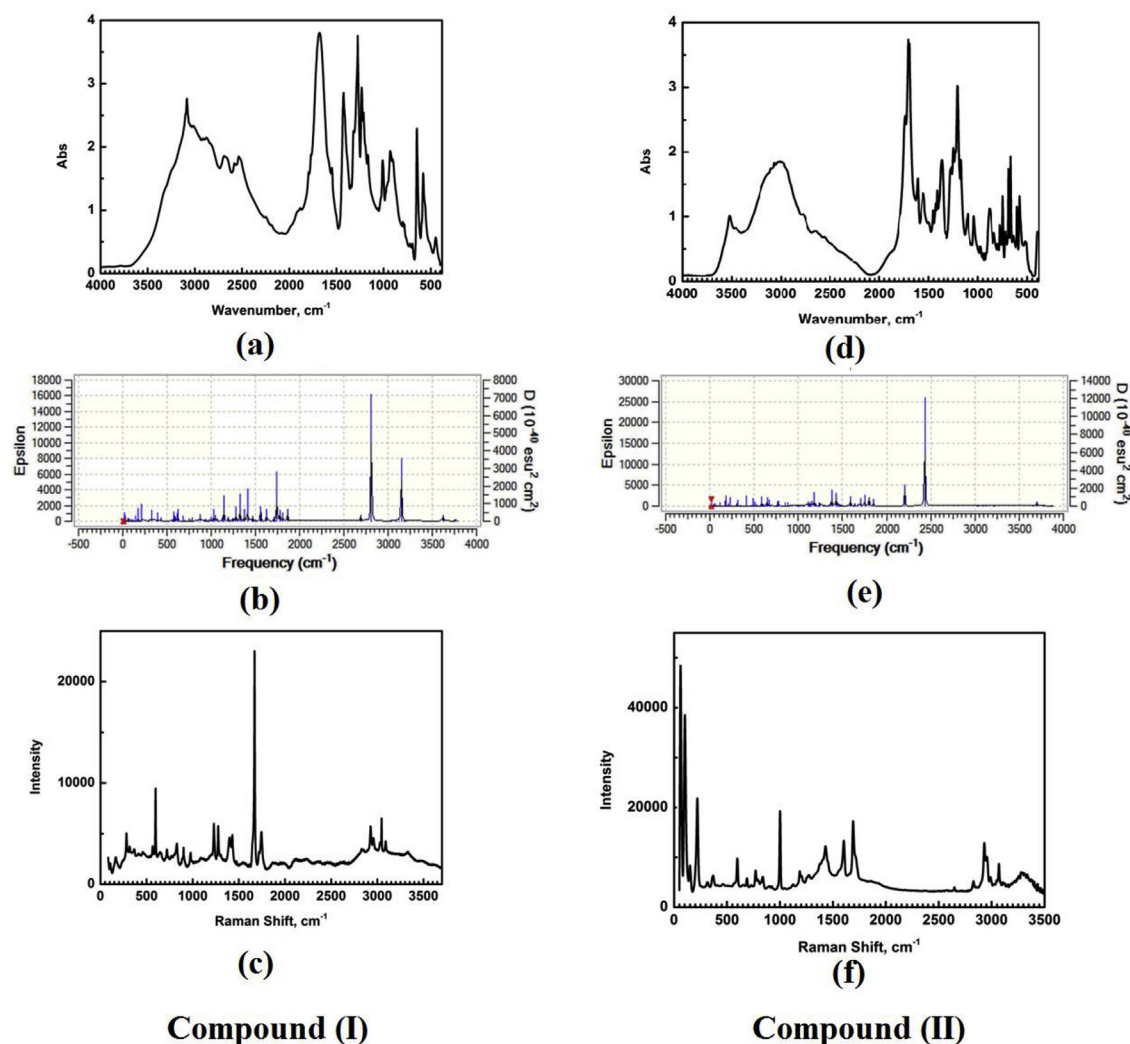 4
3
2
1
0
Abs
4000 3500 3000 2500 2000 1500 1000 500
Wavenumber, cm-1
(a)
18000
16000
14000
12000
10000
8000
6000
4000
2000
0
Epsilon
8000
7000
6000
5000
4000
3000
2000
1000
0
D (10-40 esu2 cm2)
-500 0 500 1000 1500 2000 2500 3000 3500 4000
Frequency (cm-1)
(b)
20000
10000
0
Intensity
0 500 1000 1500 2000 2500 3000 3500
Raman Shift, cm-1
(c)
Compound (I)
4
3
2
1
0
Abs
4000 3500 3000 2500 2000 1500 1000 500
Wavenumber, cm-1
(d)
30000
25000
20000
15000
10000
5000
0
Epsilon
14000
12000
10000
8000
6000
4000
2000
0
D (10-40 esu2 cm2)
-500 0 500 1000 1500 2000 2500 3000 3500 4000
Frequency (cm-1)
(e)
40000
20000
0
Intensity
0 500 1000 1500 2000 2500 3000 3500
Raman Shift, cm-1
(f)
Compound (II)